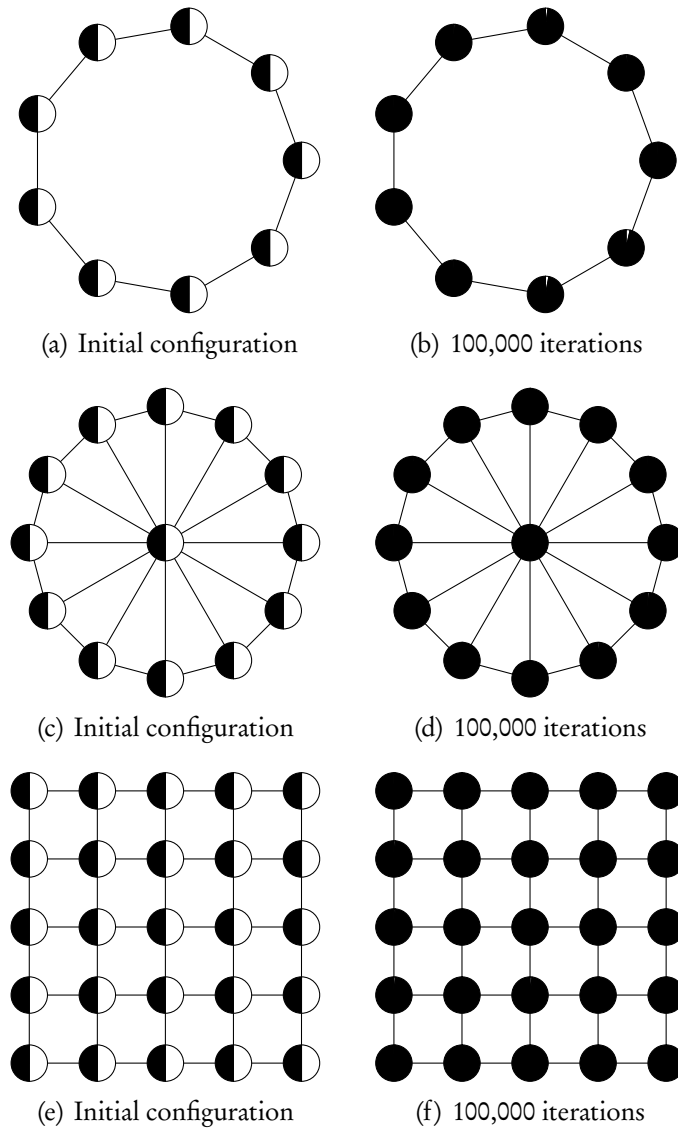 (a) Initial configuration
(b) 100,000 iterations
(c) Initial configuration
(d) 100,000 iterations
(e) Initial configuration
(f) 100,000 iterations